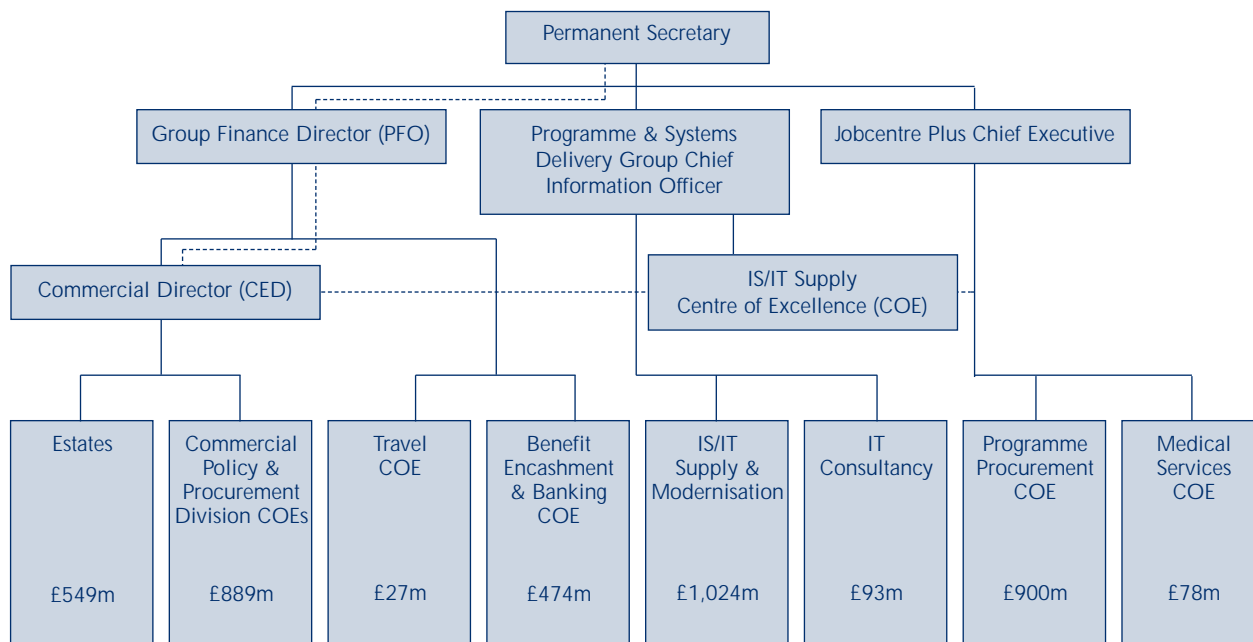 Permanent Secretary
Group Finance Director (PFO)
Programme & Systems
Delivery Group Chief
Information Officer
Jobcentre Plus Chief Executive
Commercial Director (CED)
IS/IT Supply
Centre of Excellence (COE)
Estates
£549m
Commercial
Policy &
Procurement
Division COEs
£889m
Travel
COE
£27m
Benefit
Encashment
& Banking
COE
£474m
IS/IT
Supply &
Modernisation
£1,024m
IT
Consultancy
£93m
Programme
Procurement
COE
£900m
Medical
Services
COE
£78m